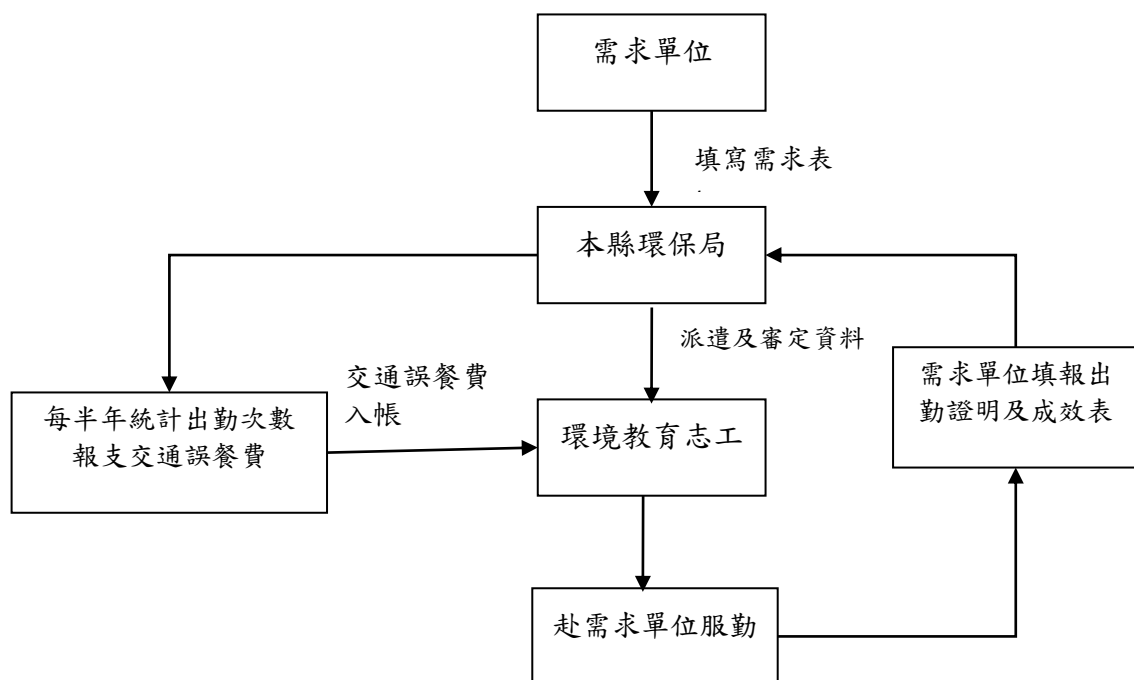 需求單位
填寫需求表
.
本縣環保局
派遣及審定資料
交通誤餐費
入帳
需求單位填報出
勤證明及成效表
每半年統計出勤次數
報支交通誤餐費
環境教育志工
赴需求單位服勤